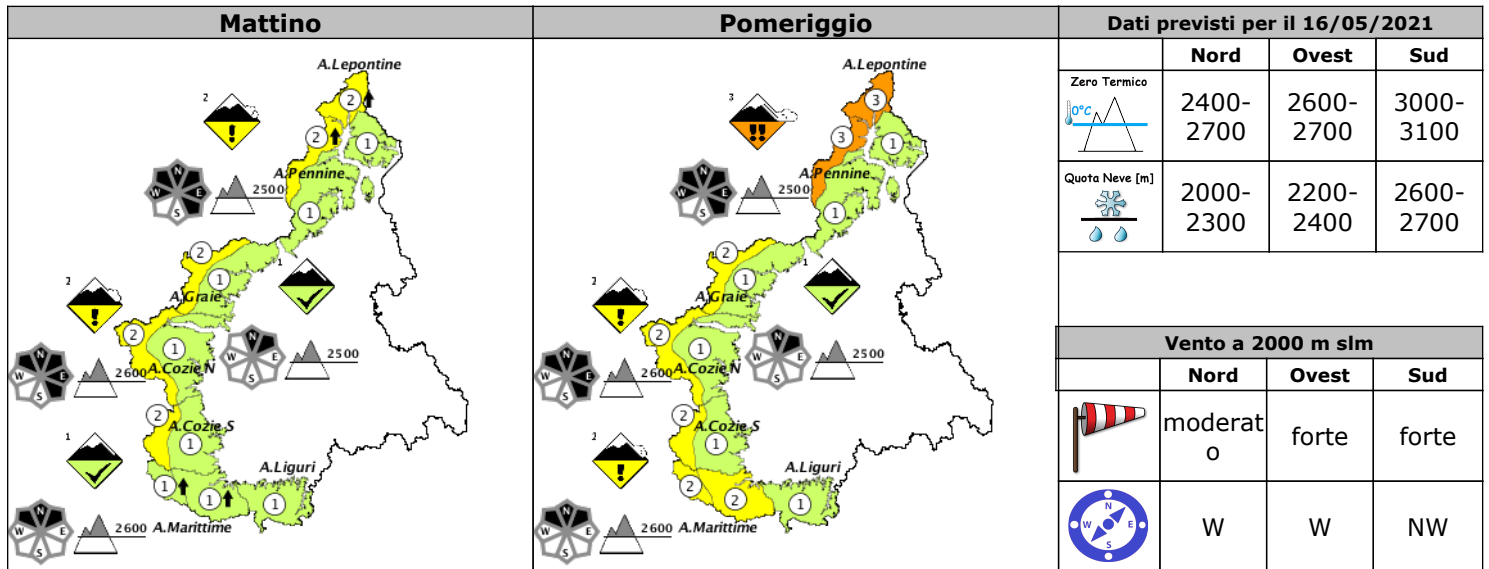 Mattino
A.Lepontine
2
2
2
1
A.Pennine
N
W E
S
2500
1
2
1
1
A.Graie
2
2
1
N
W E
S
2500
N
W E
S
2600
A.Cozie N
2
A.Cozie S
1
1
A.Liguri
1
1
1
N
W E
S
2600
A.Marittime
Pomeriggio
A.Lepontine
3
3
3
1
A.Pennine
N
W E
S
2500
1
2
1
1
A.Graie
2
2
1
N
W E
S
2500
N
W E
S
2600
A.Cozie N
2
A.Cozie S
1
2
A.Liguri
2
2
1
N
W E
S
2600
A.Marittime
Dati previsti per il 16/05/2021
Nord Ovest Sud
Zero Termico
0°C
2400-
2700
2600-
2700
3000-
3100
Quota Neve [m]
2000-
2300
2200-
2400
2600-
2700
Vento a 2000 m slm
Nord Ovest Sud
moderat
o
forte
forte
N
W E
S
W W NW